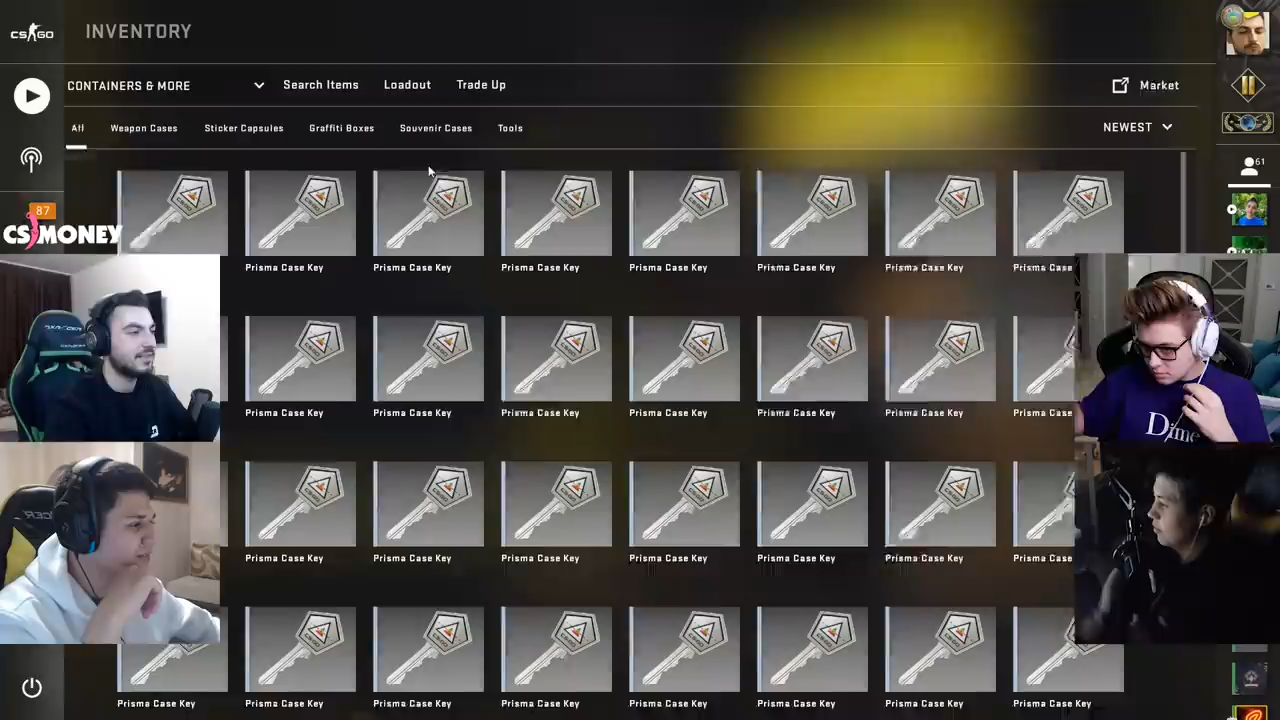 CS GO
INVENTORY
CONTAINERS & MORE
Search Items
Loadout
Trade Up
Market
All
Weapon Cases
Sticker Capsules
Graffiti Boxes
Souvenir Cases
Tools
NEWEST
61
87
CS MONEY
Prisma Case Key
Prisma Case Key
Prisma Case Key
Prisma Case Key
Prisma Case Key
Prisma Case Key
Prisma Case
Prisma Case Key
Prisma Case Key
Prisma Case Key
Prisma Case Key
Prisma Case Key
Prisma Case Key
Prisma Case
Dime
Prisma Case Key
Prisma Case Key
Prisma Case Key
Prisma Case Key
Prisma Case Key
Prisma Case Key
Prisma Case
Prisma Case Key
Prisma Case Key
Prisma Case Key
Prisma Case Key
Prisma Case Key
Prisma Case Key
Prisma Case Key
Prisma Case Key